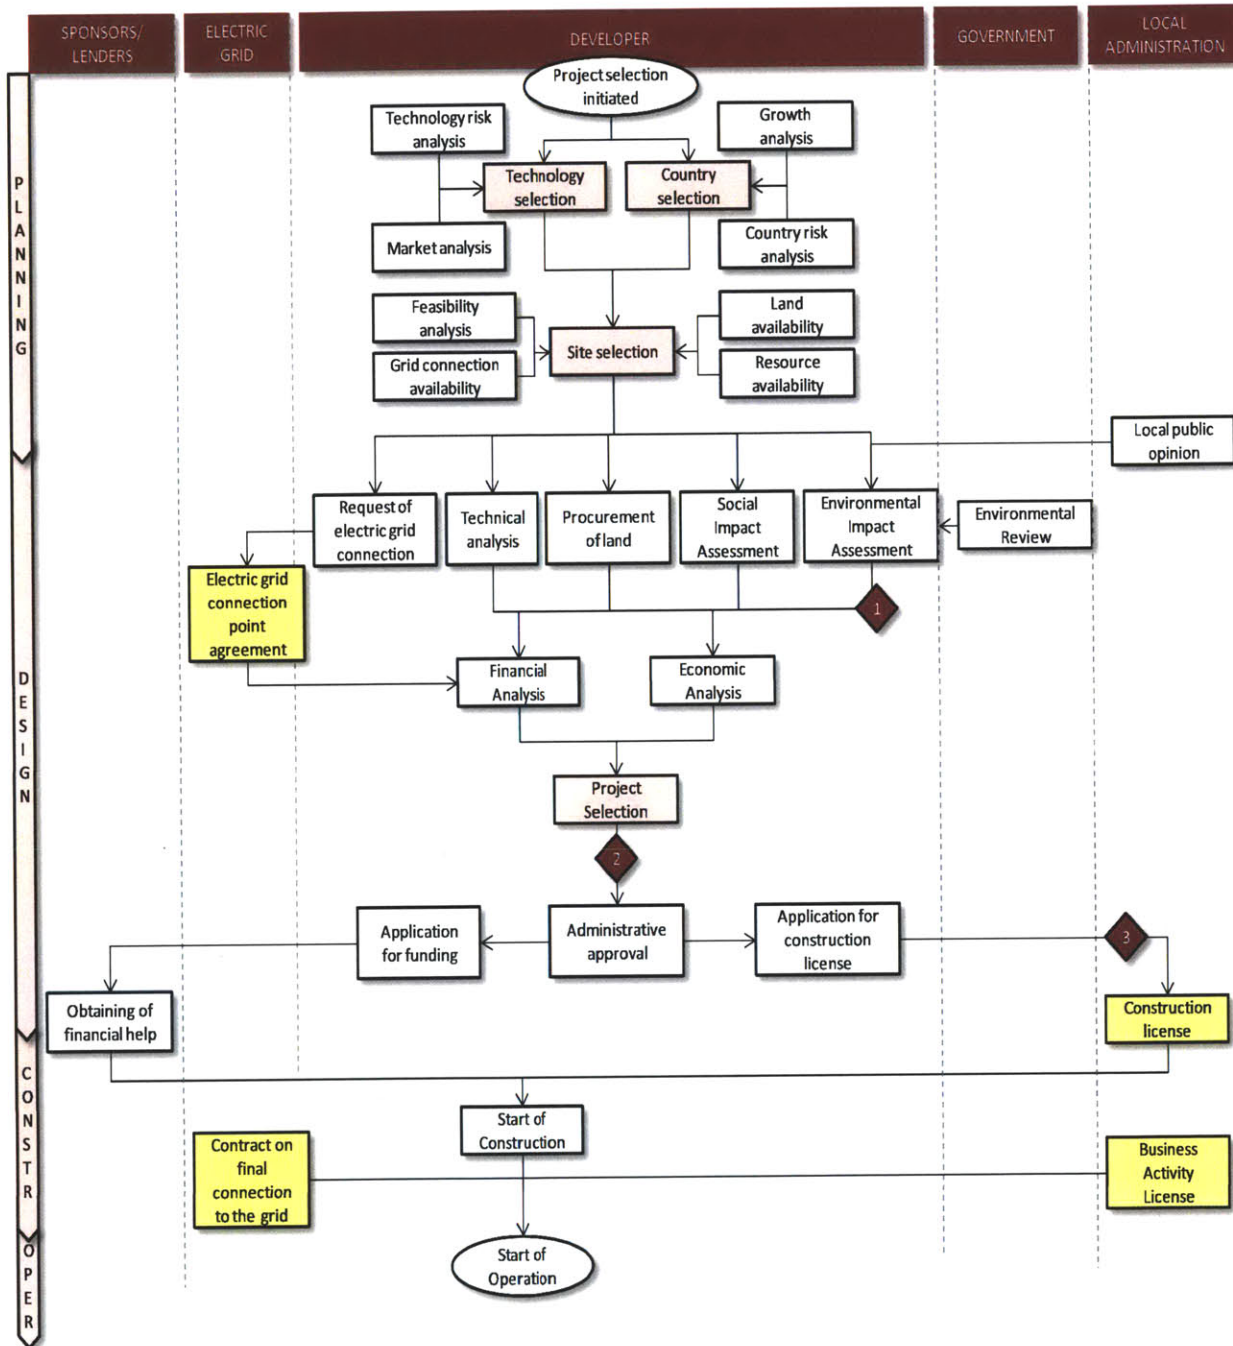 SPONSORS/
LENDERS
ELECTRIC
GRID
DEVELOPER
GOVERNMENT
LOCAL
ADMINISTRATION
PLANNING
DESIGN
CONSTR
OPER
Project selection
initiated
Technology risk
analysis
Growth
analysis
Technology
selection
Country
selection
Market analysis
Country risk
analysis
Feasibility
analysis
Land
availability
Site selection
Grid connection
availability
Resource
availability
Local public
opinion
Request of
electric grid
connection
Technical
analysis
Procurement
of land
Social
Impact
Assessment
Environmental
Impact
Assessment
Environmental
Review
Electric grid
connection
point
agreement
1
Financial
Analysis
Economic
Analysis
Project
Selection
2
Application
for funding
Administrative
approval
Application for
construction
license
3
Obtaining of
financial help
Construction
license
Start of
Construction
Contract on
final
connection
to the grid
Business
Activity
License
Start of
Operation